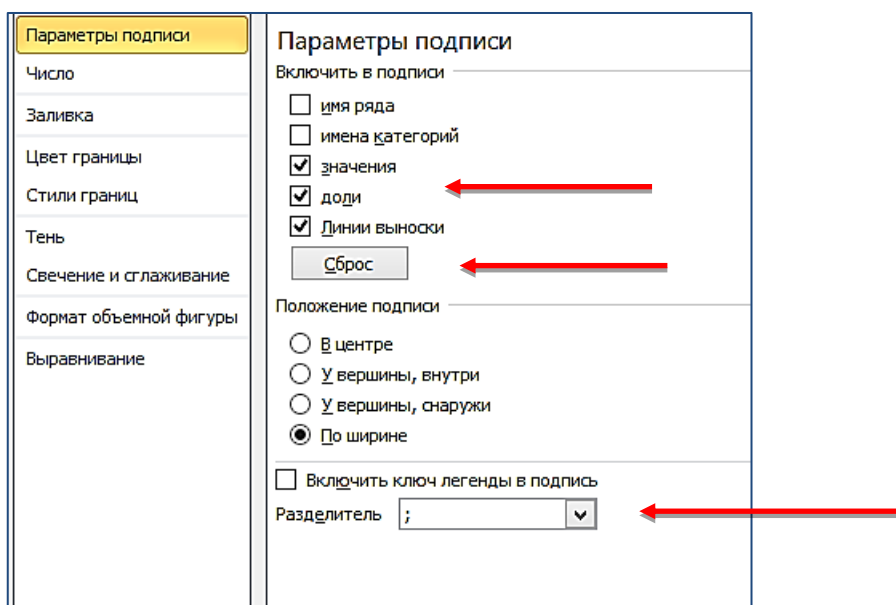 Параметры подписи
Число
Заливка
Цвет границы
Стили границ
Тень
Свечение и сглаживание
Формат объемной фигуры
Выравнивание
Параметры подписи
Включить в подписи
имя ряда
имена категорий
значения
доли
Линии выноски
Сброс
Положение подписи
В центре
У вершины, внутри
У вершины, снаружи
По ширине
Включить ключ легенды в подпись
Разделитель ;